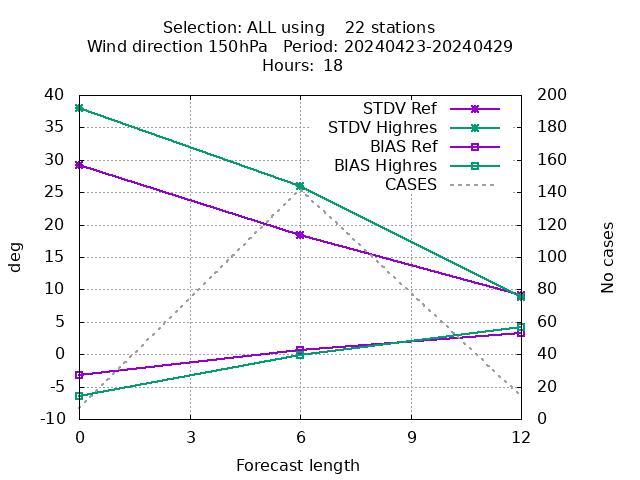 Selection: ALL using    22 stations
Wind direction 150hPa   Period: 20240423-20240429
Hours:  18
40
35
30
25
20
15
10
5
0
-5
-10
deg
200
180
160
140
120
100
80
60
40
20
0
No cases
STDV Ref
STDV Highres
BIAS Ref
BIAS Highres
CASES
0 3 6 9 12
Forecast length